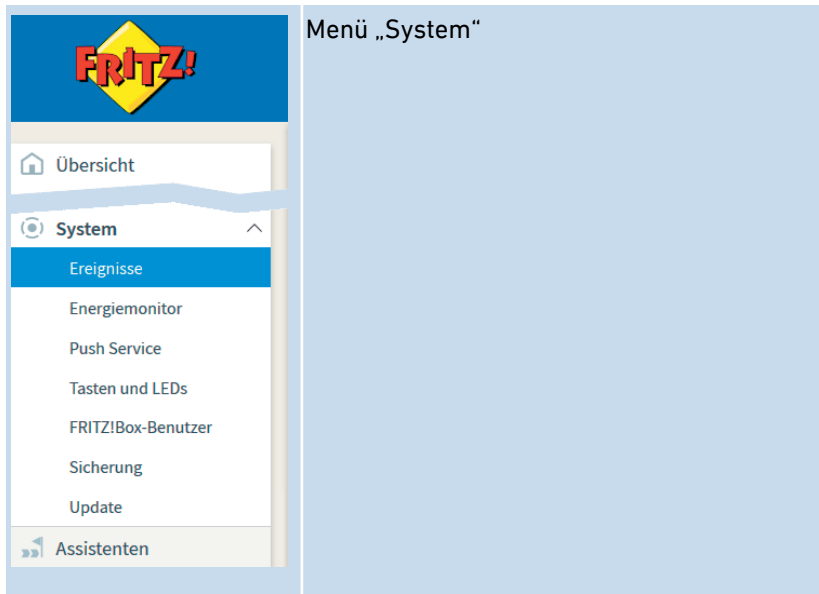 FRITZ!
Menü „System“
Übersicht
System
Ereignisse
Energiemonitor
Push Service
Tasten und LEDs
FRITZ!Box-Benutzer
Sicherung
Update
Assistenten